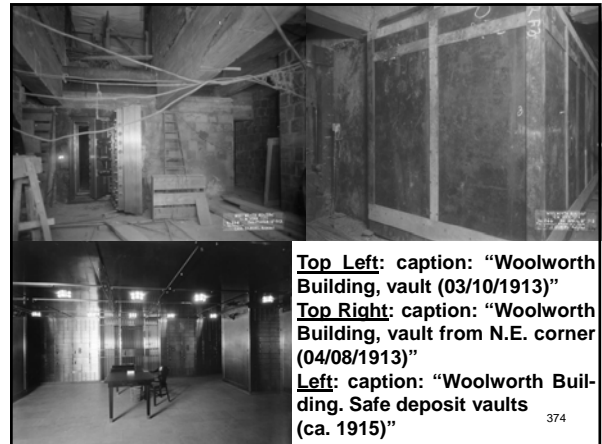 Top Left: caption: “Woolworth
Building, vault (03/10/1913)”
Top Right: caption: “Woolworth
Building, vault from N.E. corner
(04/08/1913)”
Left: caption: “Woolworth Buil-
ding. Safe deposit vaults
(ca. 1915)”
374